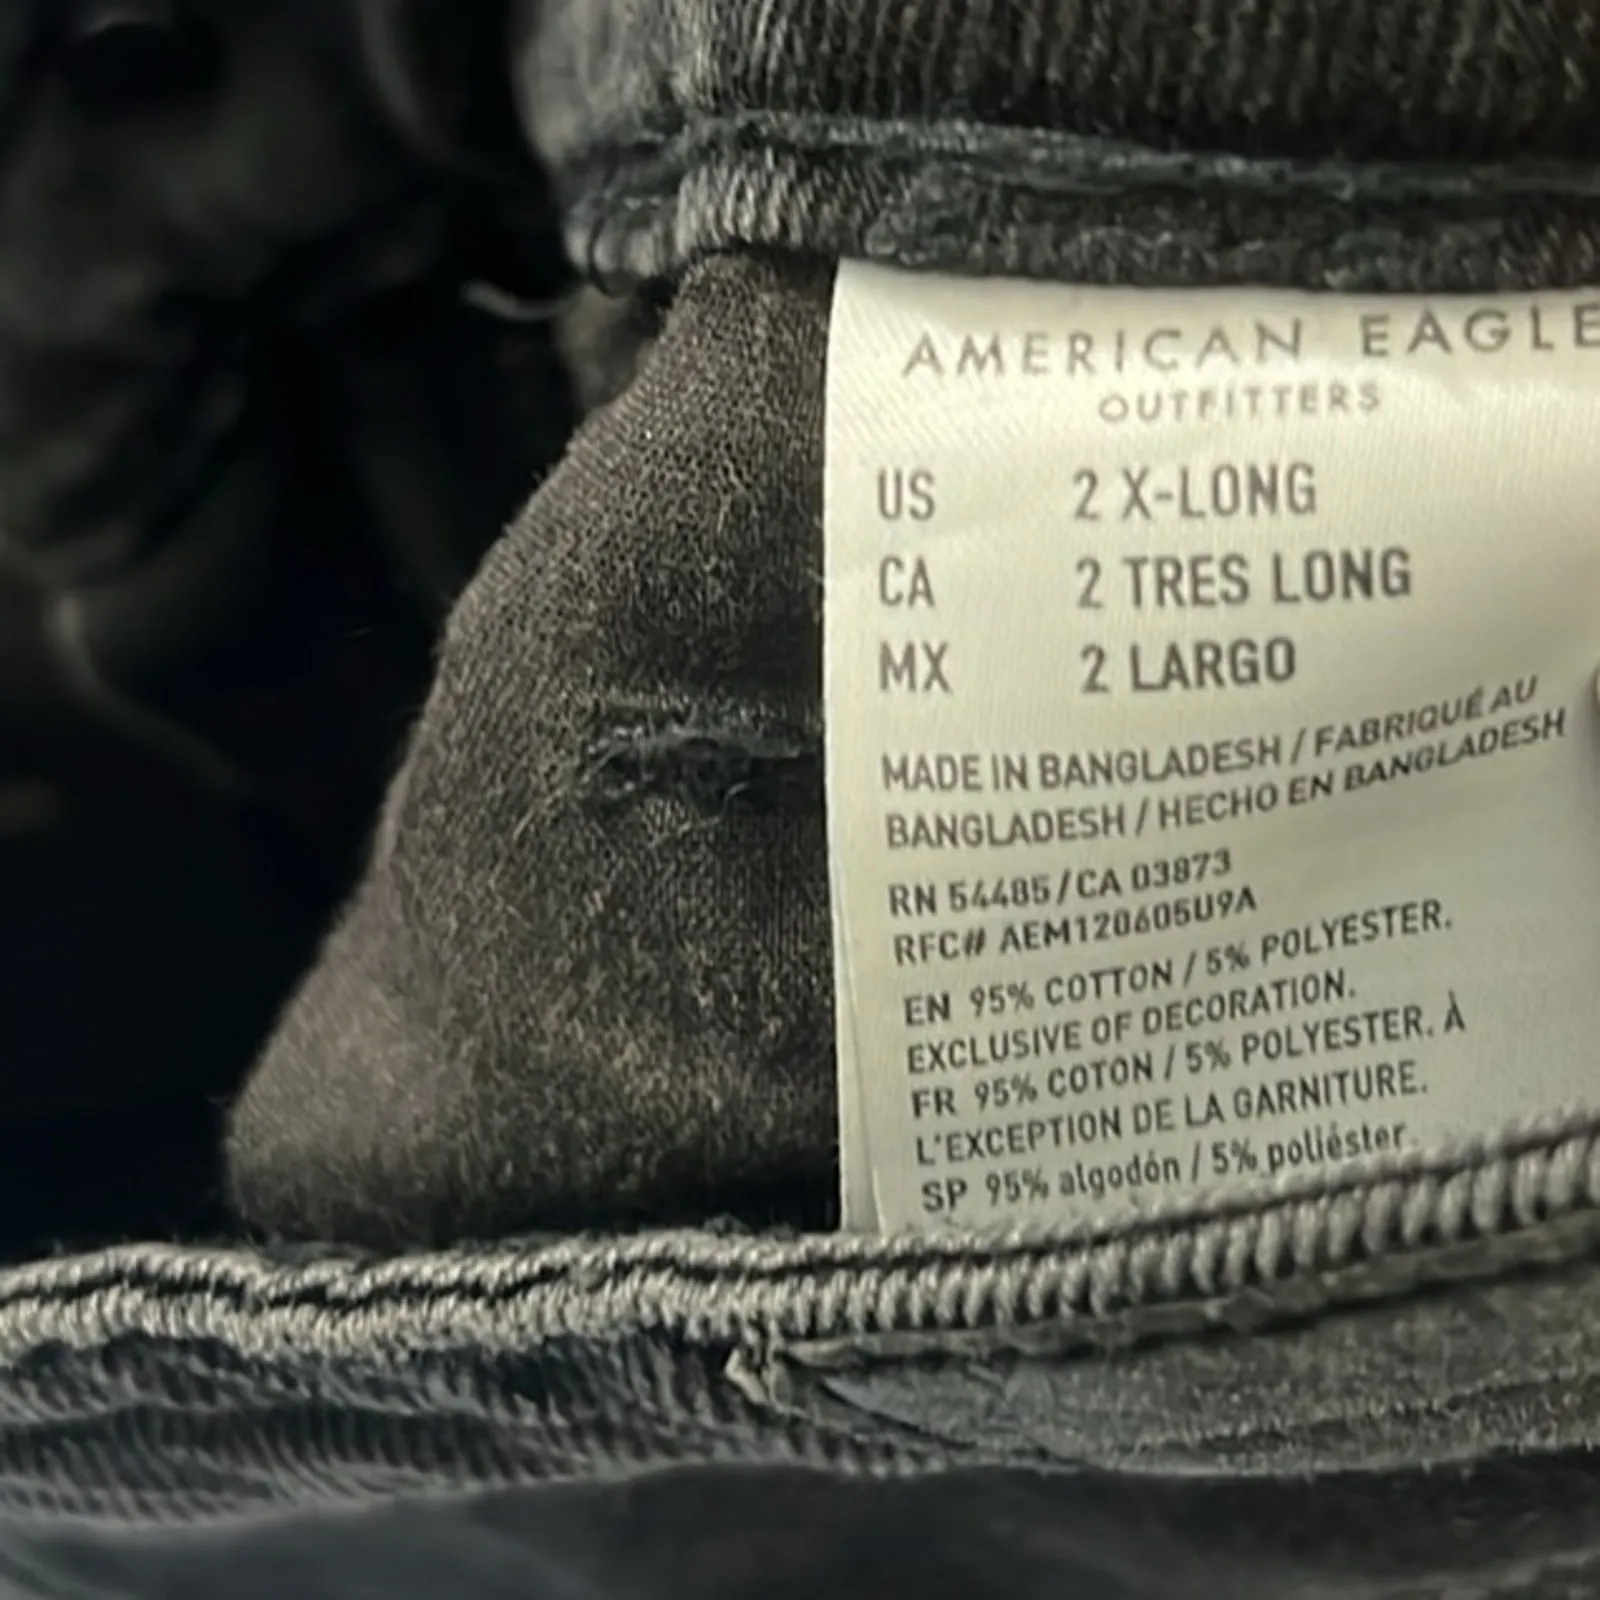 AMERICAN EAGLE
OUTFITTERS
US 2 X-LONG
CA 2 TRES LONG
MX 2 LARGO
MADE IN BANGLADESH / FABRIQUÉ AU
BANGLADESH / HECHO EN BANGLADESH
RN 54485 / CA 03873
RFC# AEM120605U9A
EN 95% COTTON / 5% POLYESTER.
EXCLUSIVE OF DECORATION.
FR 95% COTON / 5% POLYESTER. À
L'EXCEPTION DE LA GARNITURE.
SP 95% algodón / 5% poliéster.